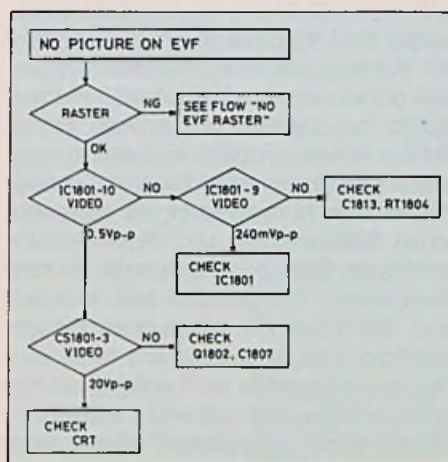 NO PICTURE ON EVF
RASTER
NG
SEE FLOW "NO
EVF RASTER"
OK
IC1801-10
VIDEO
NO
IC1801-9
VIDEO
NO
CHECK
C1813, RT1804
0.5Vp-p
240mVp-p
CHECK
IC1801
CS1801-3
VIDEO
NO
CHECK
Q1802, C1807
20Vp-p
CHECK
CRT